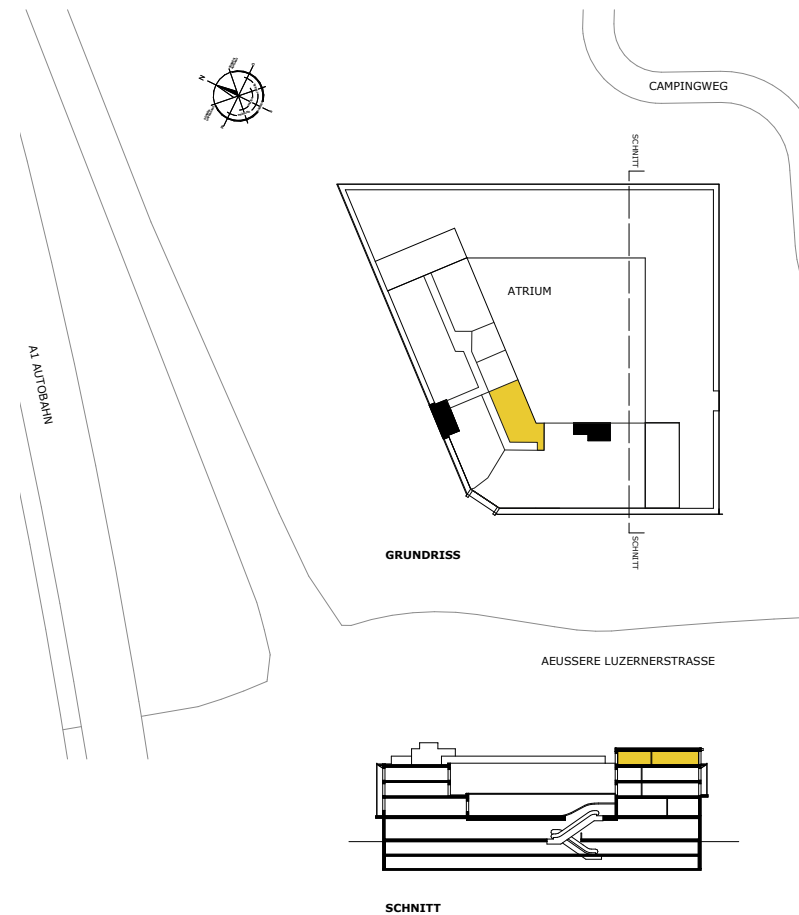 N
CAMPINGWEG
SCHNITT
ATRIUM
A1 AUTOBAHN
SCHNITT
GRUNDRISS
AEUSSERE LUZERNERSTRASSE
SCHNITT